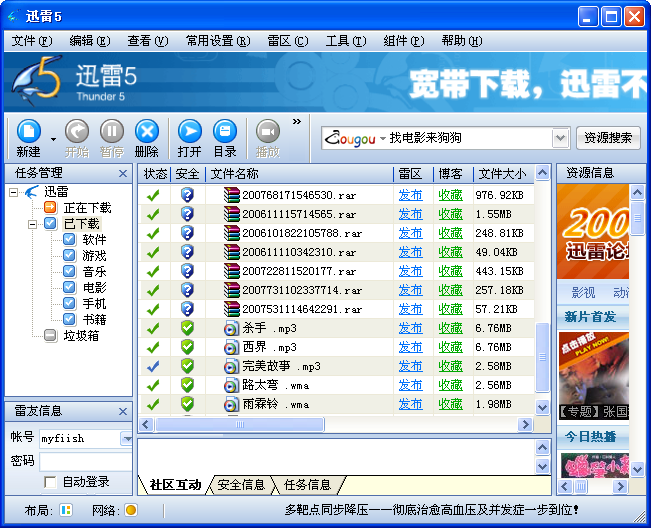 迅雷5
文件(F) 编辑(E) 查看(V) 常用设置(R) 雷区(C) 工具(T) 组件(P) 帮助(H)
5 迅雷5
Thunder 5
宽带下载，迅雷不
新建 开始 暂停 删除 打开 目录 播放 » Gougou 找电影来狗狗 资源搜索
任务管理
迅雷
正在下载
已下载
软件
游戏
音乐
电影
手机
书籍
垃圾箱
雷友信息
帐号 myfiish
密码
自动登录
状态 安全 文件名称 雷区 博客 文件大小
200768171546530.rar 发布 收藏 976.92KB
200611115714565.rar 发布 收藏 1.55MB
2006101822105788.rar 发布 收藏 248.81KB
200611110342310.rar 发布 收藏 49.04KB
200722811520177.rar 发布 收藏 443.15KB
2007731102337714.rar 发布 收藏 257.18KB
2007531114642291.rar 发布 收藏 57.21KB
杀手 .mp3 发布 收藏 6.76MB
西界 .mp3 发布 收藏 6.76MB
完美故事 .mp3 发布 收藏 2.58MB
路太弯 .wma 发布 收藏 2.56MB
雨霖铃 .wma 发布 收藏 1.98MB
社区互动 安全信息 任务信息
资源信息
200
迅雷论
影视
新片首发
点击播放
PLAY NOW!
【专题】张国
今日热播
布局: 网络: 多靶点同步降压——彻底治愈高血压及并发症一步到位!